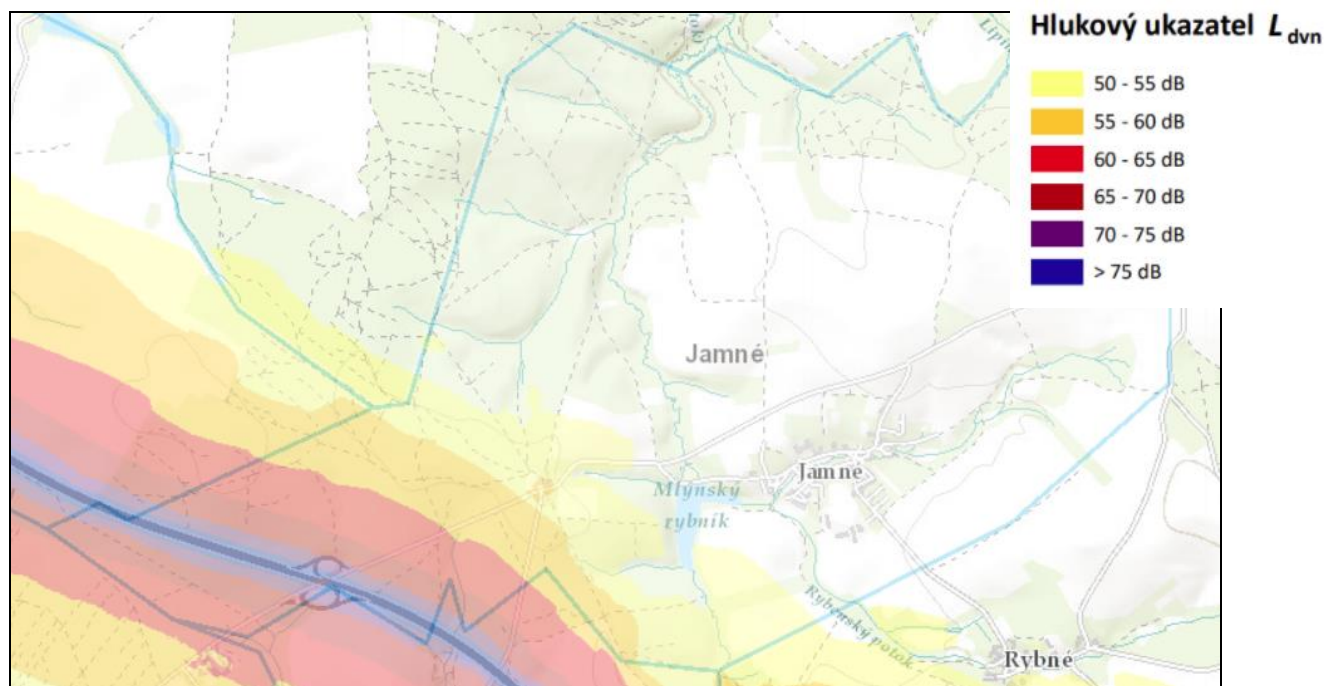 Hlukový ukazatel L dvn
50 - 55 dB
55 - 60 dB
60 - 65 dB
65 - 70 dB
70 - 75 dB
> 75 dB
Jamné
Jamné
Mlýnský
rybník
Rybenský potok
Rybné